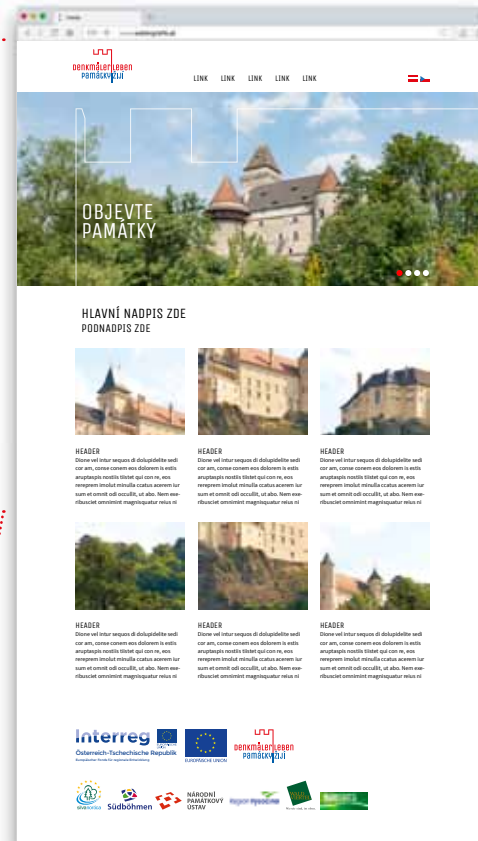 DENKMÄLER LEBEN
PAMÁTKY ŽIJÍ
LINK LINK LINK LINK LINK
OBJEVTE
PAMÁTKY
HLAVNÍ NADPIS ZDE
PODNADPIS ZDE
HEADER
Dione vel intur sequos di dolupidelite sedi
cor am, conse conem eos dolorem is estis
aruptaspis nostiis tiistet qui con re, eos
rereprem imolut minulla ccatus acerem iur
sum et omnit odi occullit, ut abo. Nem exe-
ribusciet omnimint magnisquatur reius ni
HEADER
Dione vel intur sequos di dolupidelite sedi
cor am, conse conem eos dolorem is estis
aruptaspis nostiis tiistet qui con re, eos
rereprem imolut minulla ccatus acerem iur
sum et omnit odi occullit, ut abo. Nem exe-
ribusciet omnimint magnisquatur reius ni
HEADER
Dione vel intur sequos di dolupidelite sedi
cor am, conse conem eos dolorem is estis
aruptaspis nostiis tiistet qui con re, eos
rereprem imolut minulla ccatus acerem iur
sum et omnit odi occullit, ut abo. Nem exe-
ribusciet omnimint magnisquatur reius ni
HEADER
Dione vel intur sequos di dolupidelite sedi
cor am, conse conem eos dolorem is estis
aruptaspis nostiis tiistet qui con re, eos
rereprem imolut minulla ccatus acerem iur
sum et omnit odi occullit, ut abo. Nem exe-
ribusciet omnimint magnisquatur reius ni
HEADER
Dione vel intur sequos di dolupidelite sedi
cor am, conse conem eos dolorem is estis
aruptaspis nostiis tiistet qui con re, eos
rereprem imolut minulla ccatus acerem iur
sum et omnit odi occullit, ut abo. Nem exe-
ribusciet omnimint magnisquatur reius ni
HEADER
Dione vel intur sequos di dolupidelite sedi
cor am, conse conem eos dolorem is estis
aruptaspis nostiis tiistet qui con re, eos
rereprem imolut minulla ccatus acerem iur
sum et omnit odi occullit, ut abo. Nem exe-
ribusciet omnimint magnisquatur reius ni
Interreg
Österreich-Tschechische Republik
Europäischer Fonds für regionale Entwicklung
EUROPÄISCHE UNION
DENKMÄLER LEBEN
PAMÁTKY ŽIJÍ
Südböhmen
NÁRODNÍ
PAMÁTKOVÝ
ÚSTAV
Region Vysočina